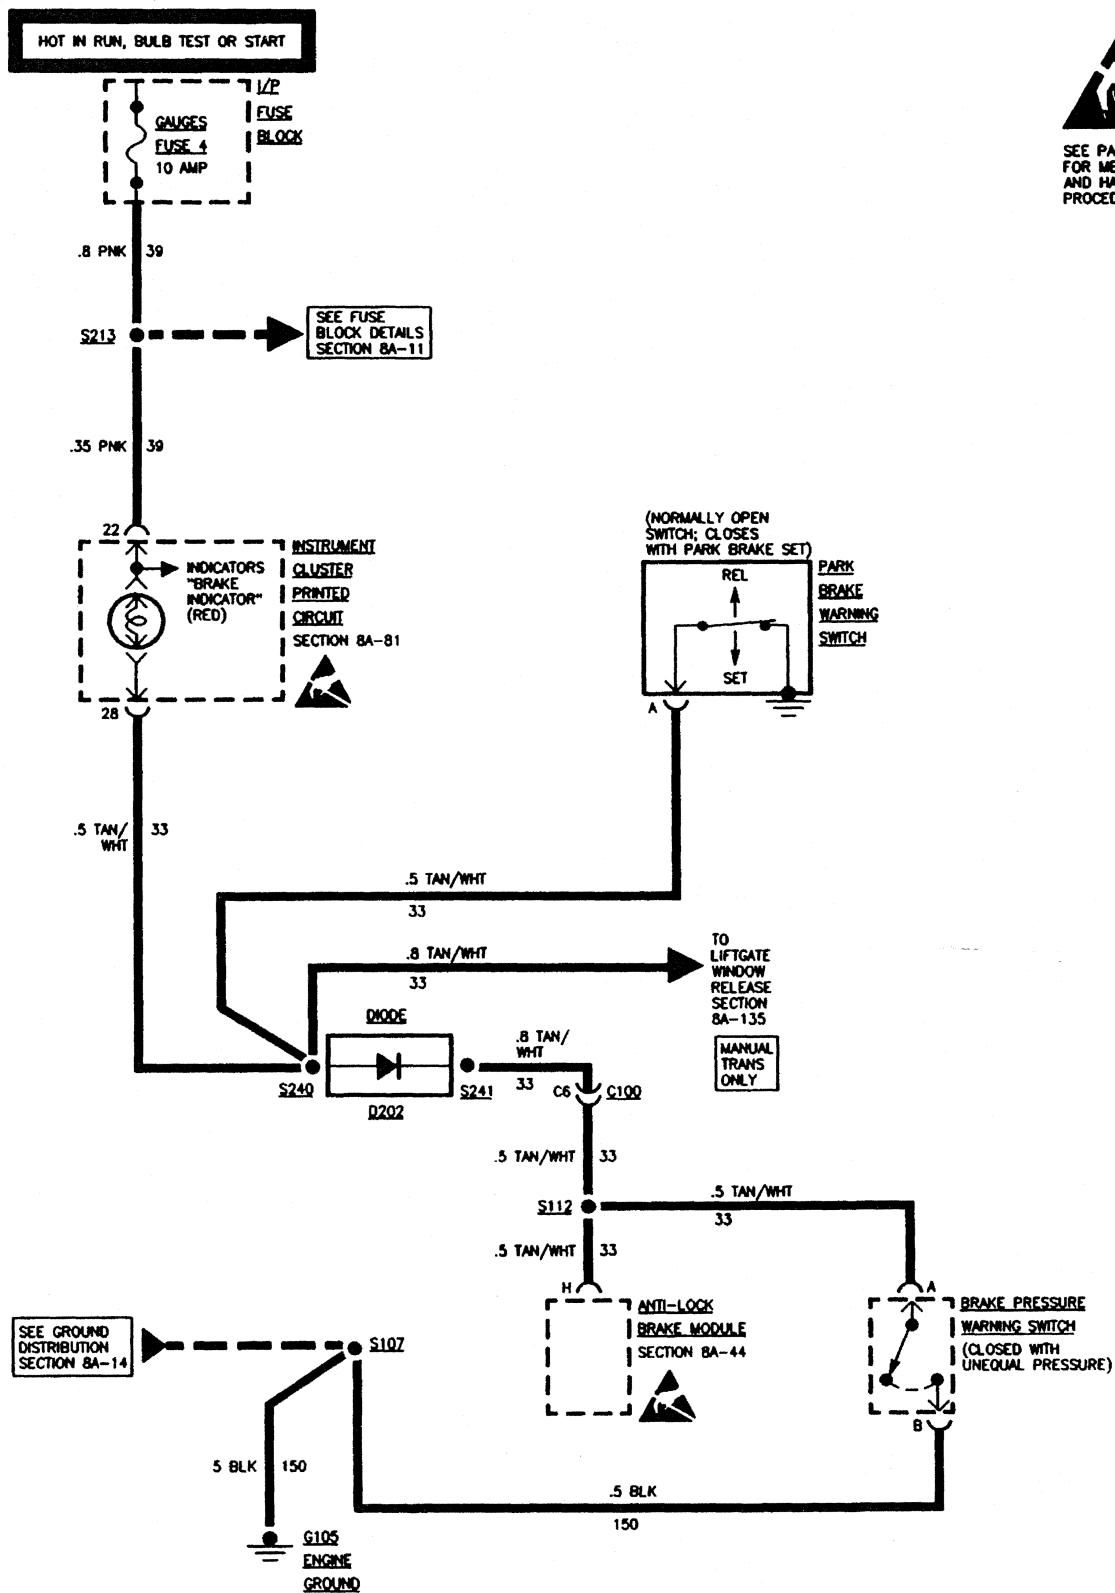 HOT IN RUN, BULB TEST OR START
I/P
FUSE
BLOCK
GAUGES
FUSE 4
10 AMP
SEE PA
FOR ME
AND HA
PROCED
.8 PNK 39
S213
SEE FUSE
BLOCK DETAILS
SECTION 8A-11
.35 PNK 39
22
INDICATORS
"BRAKE
INDICATOR"
(RED)
INSTRUMENT
CLUSTER
PRINTED
CIRCUIT
SECTION 8A-81
28
(NORMALLY OPEN
SWITCH; CLOSES
WITH PARK BRAKE SET)
REL
SET
PARK
BRAKE
WARNING
SWITCH
A
.5 TAN/
WHT
33
.5 TAN/WHT
33
.8 TAN/WHT
33
TO
LIFTGATE
WINDOW
RELEASE
SECTION
8A-135
MANUAL
TRANS
ONLY
DIODE
S240
D202
S241
.8 TAN/
WHT
33
C6
C100
.5 TAN/WHT 33
S112
.5 TAN/WHT
33
.5 TAN/WHT 33
H
ANTI-LOCK
BRAKE MODULE
SECTION 8A-44
A
BRAKE PRESSURE
WARNING SWITCH
(CLOSED WITH
UNEQUAL PRESSURE)
B
SEE GROUND
DISTRIBUTION
SECTION 8A-14
S107
5 BLK 150
.5 BLK
150
G105
ENGINE
GROUND